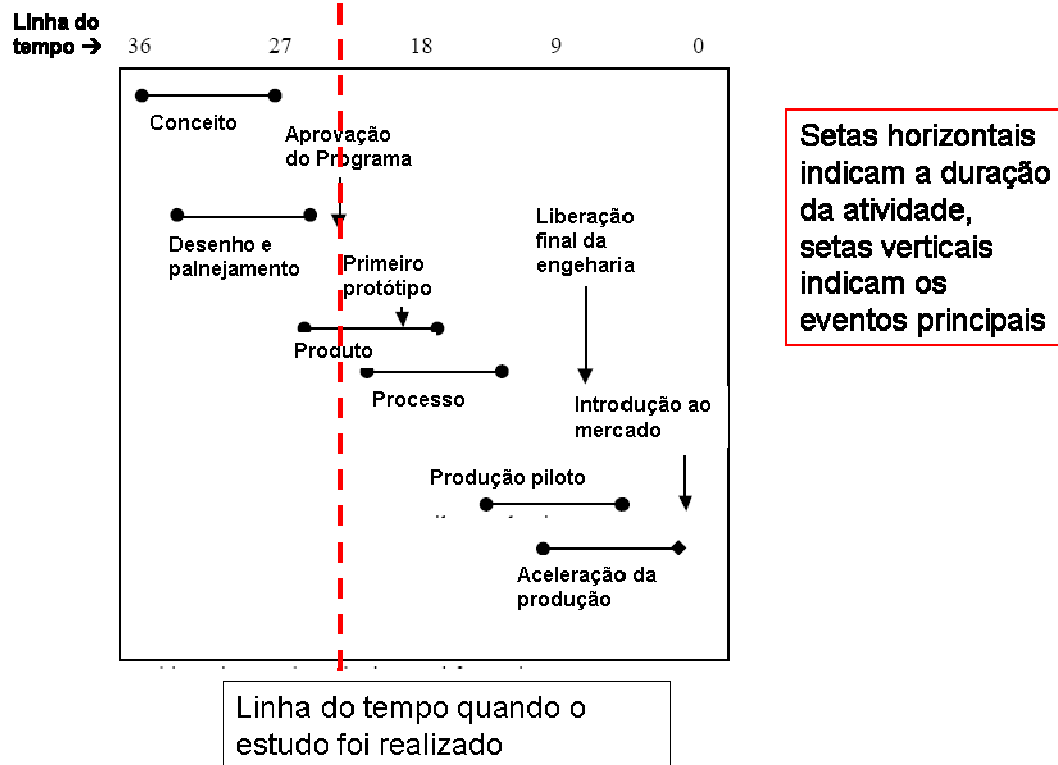 Linha do
tempo →
36 27 18 9 0
Conceito
Aprovação
do Programa
Desenho e
palnejamento
Primeiro
protótipo
Liberação
final da
engeharia
Produto
Processo
Introdução ao
mercado
Produção piloto
Aceleração da
produção
Setas horizontais
indicam a duração
da atividade,
setas verticais
indicam os
eventos principais
Linha do tempo quando o
estudo foi realizado